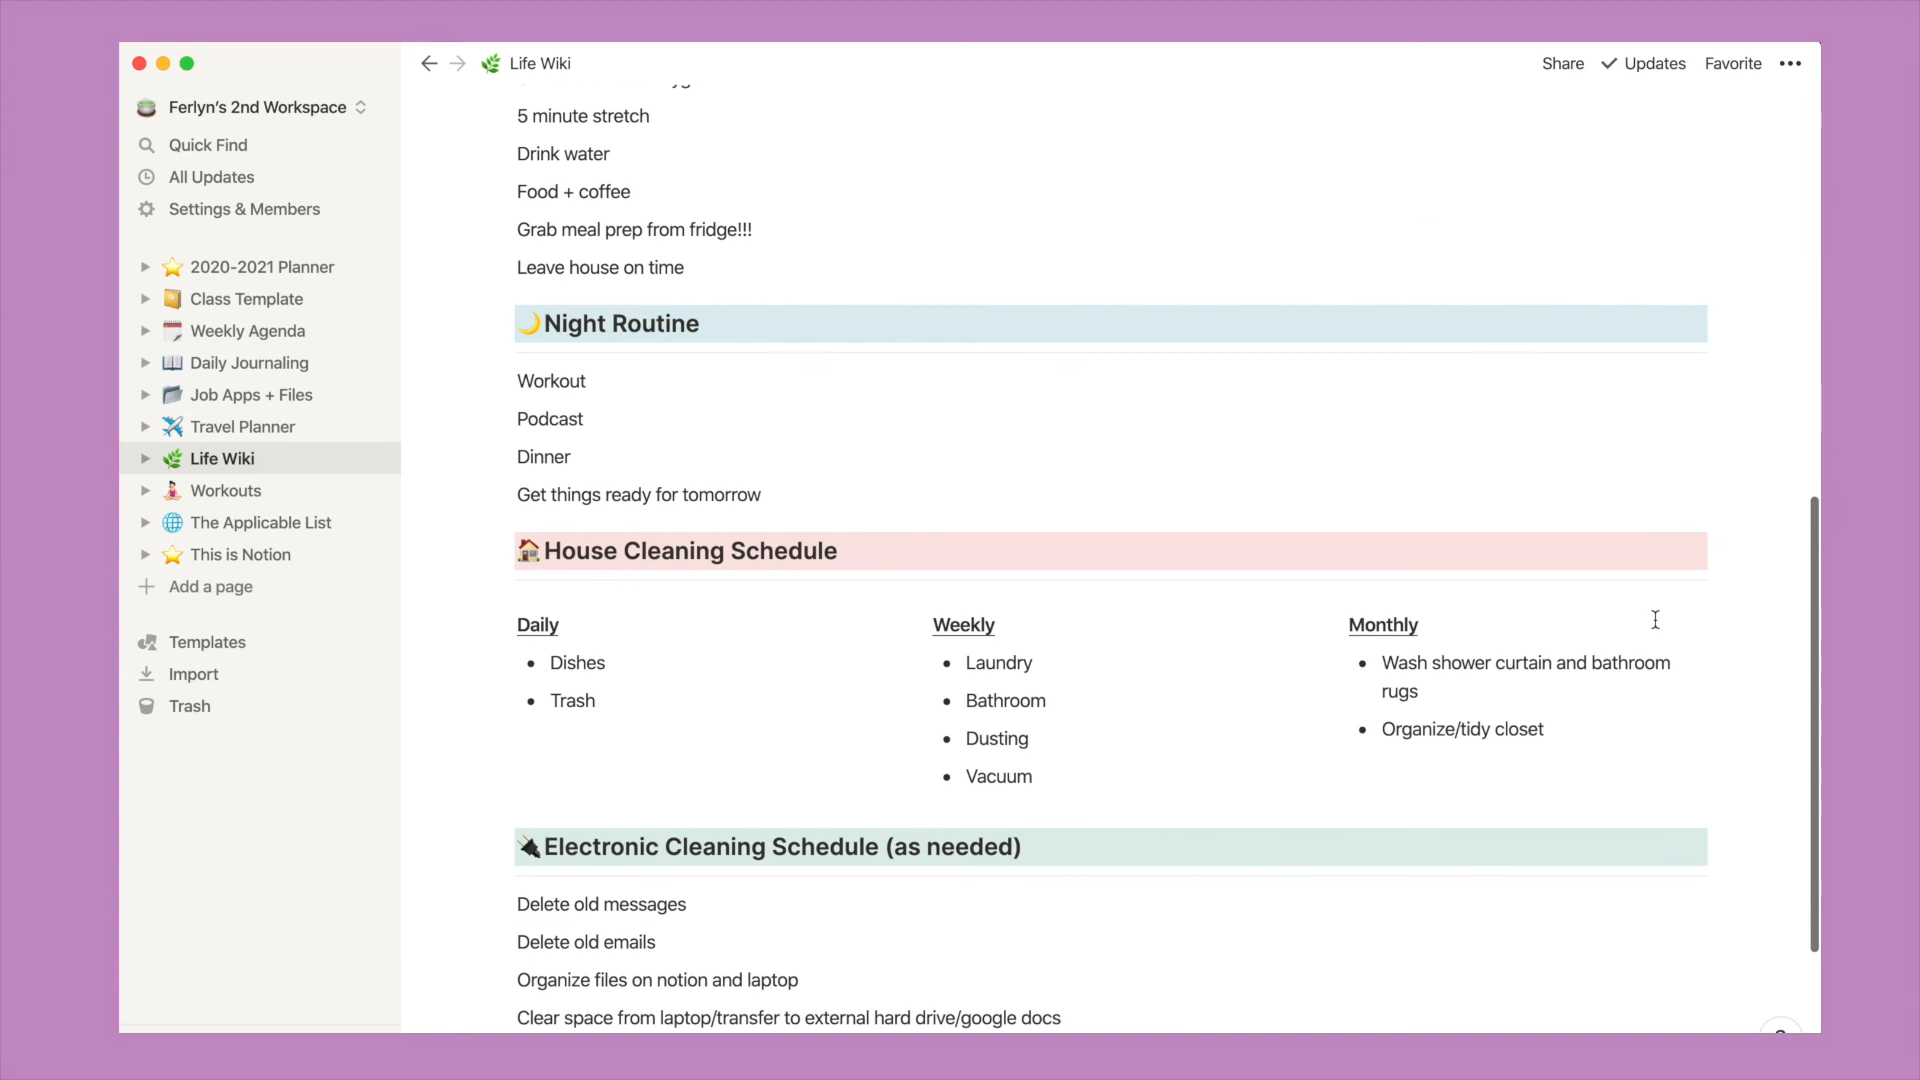 Life Wiki
Share
Updates
Favorite
Ferlyn's 2nd Workspace
Quick Find
All Updates
Settings & Members
2020-2021 Planner
Class Template
Weekly Agenda
Daily Journaling
Job Apps + Files
Travel Planner
Life Wiki
Workouts
The Applicable List
This is Notion
Add a page
Templates
Import
Trash
5 minute stretch
Drink water
Food + coffee
Grab meal prep from fridge!!!
Leave house on time
Night Routine
Workout
Podcast
Dinner
Get things ready for tomorrow
House Cleaning Schedule
Daily
Dishes
Trash
Weekly
Laundry
Bathroom
Dusting
Vacuum
Monthly
Wash shower curtain and bathroom
rugs
Organize/tidy closet
Electronic Cleaning Schedule (as needed)
Delete old messages
Delete old emails
Organize files on notion and laptop
Clear space from laptop/transfer to external hard drive/google docs